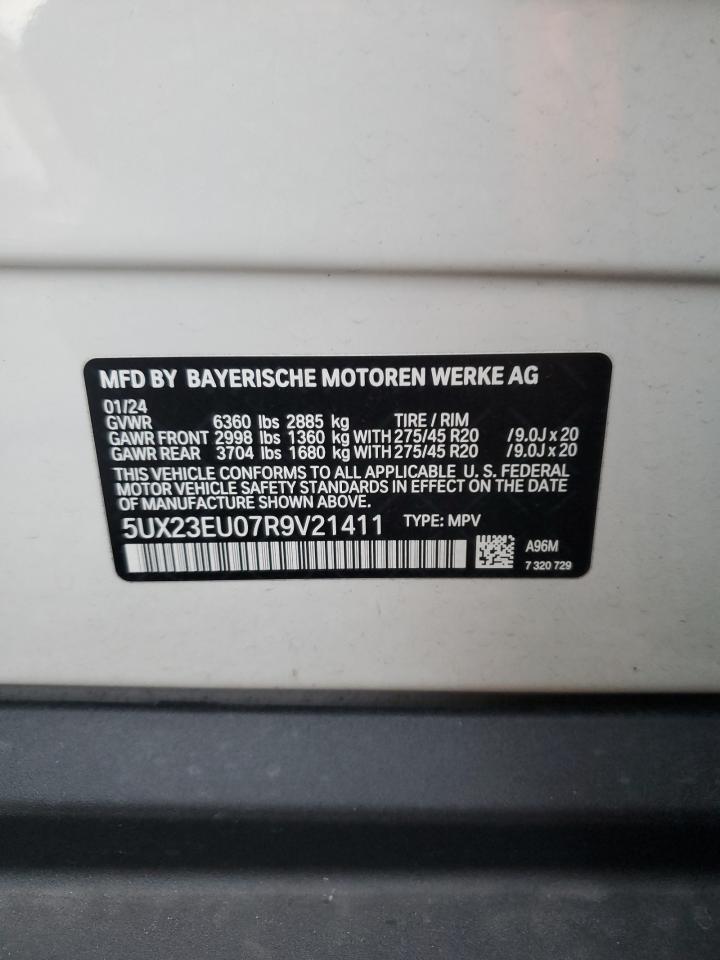 MFD BY BAYERISCHE MOTOREN WERKE AG
01/24
GVWR 6360 lbs 2885 kg TIRE / RIM
GAWR FRONT 2998 lbs 1360 kg WITH 275/45 R20 /9.0J x 20
GAWR REAR 3704 lbs 1680 kg WITH 275/45 R20 /9.0J x 20
THIS VEHICLE CONFORMS TO ALL APPLICABLE U. S. FEDERAL
MOTOR VEHICLE SAFETY STANDARDS IN EFFECT ON THE DATE
OF MANUFACTURE SHOWN ABOVE.
5UX23EU07R9V21411 TYPE: MPV
A96M
7 320 729